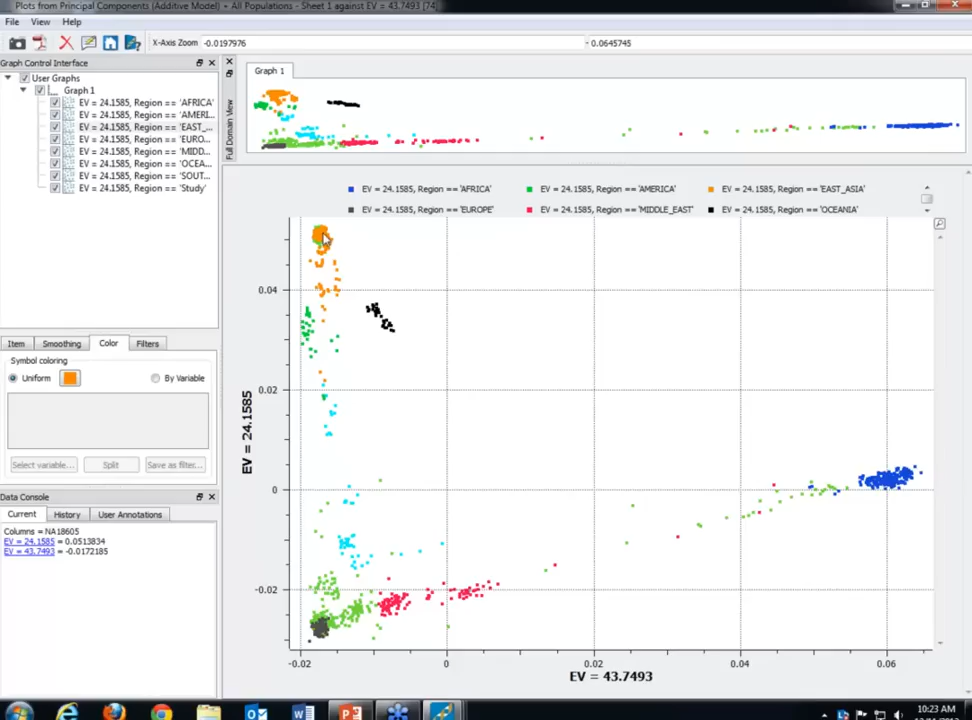 Plots from Principal Components (Additive Model) + All Populations - Sheet 1 against EV = 43.7493 [74]
File View Help
X-Axis Zoom -0.0197976 - 0.0645745
Graph Control Interface
User Graphs
Graph 1
EV = 24.1585, Region == 'AFRICA'
EV = 24.1585, Region == 'AMERI...
EV = 24.1585, Region == 'EAST_...
EV = 24.1585, Region == 'EURO...
EV = 24.1585, Region == 'MIDD...
EV = 24.1585, Region == 'OCEA...
EV = 24.1585, Region == 'SOUT...
EV = 24.1585, Region == 'Study'
Item Smoothing Color Filters
Symbol coloring
Uniform By Variable
Select variable... Split Save as filter...
Data Console
Current History User Annotations
Columns = NA18605
EV = 24.1585 = 0.0513834
EV = 43.7493 = -0.0172185
Graph 1
Full Domain View
EV = 24.1585, Region == 'AFRICA' EV = 24.1585, Region == 'AMERICA' EV = 24.1585, Region == 'EAST_ASIA'
EV = 24.1585, Region == 'EUROPE' EV = 24.1585, Region == 'MIDDLE_EAST' EV = 24.1585, Region == 'OCEANIA'
0.04
0.02
0
-0.02
EV = 24.1585
-0.02 0 0.02 0.04 0.06
EV = 43.7493
10:23 AM